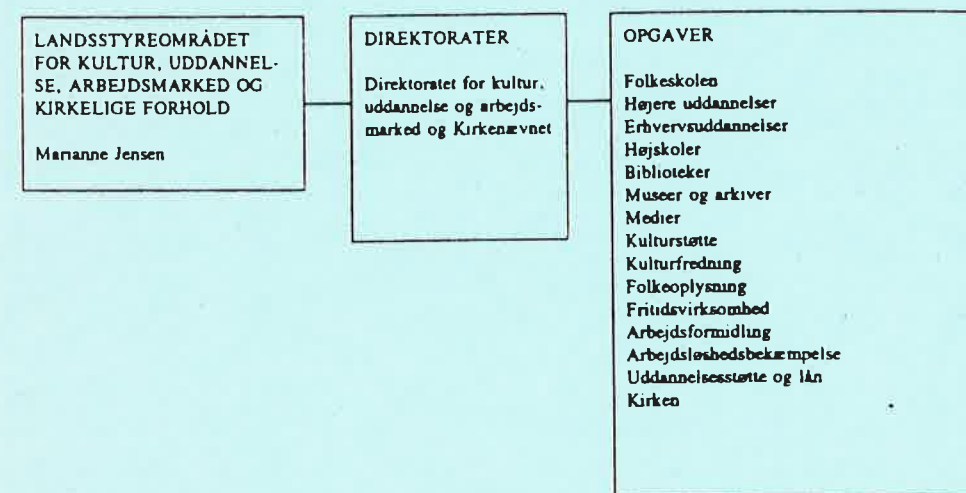 LANDSSTYREOMRÅDET
FOR KULTUR, UDDANNEL-
SE, ARBEJDSMARKED OG
KIRKELIGE FORHOLD
Marianne Jensen
DIREKTORATER
Direktoratet for kultur,
uddannelse og arbejds-
marked og Kirkenævnet
OPGAVER
Folkeskolen
Højere uddannelser
Erhvervsuddannelser
Højskoler
Biblioteker
Museer og arkiver
Medier
Kulturstøtte
Kulturfredning
Folkeoplysning
Fritidsvirksomhed
Arbejdsformidling
Arbejdsløshedsbekæmpelse
Uddannelsesstøtte og lån
Kirken